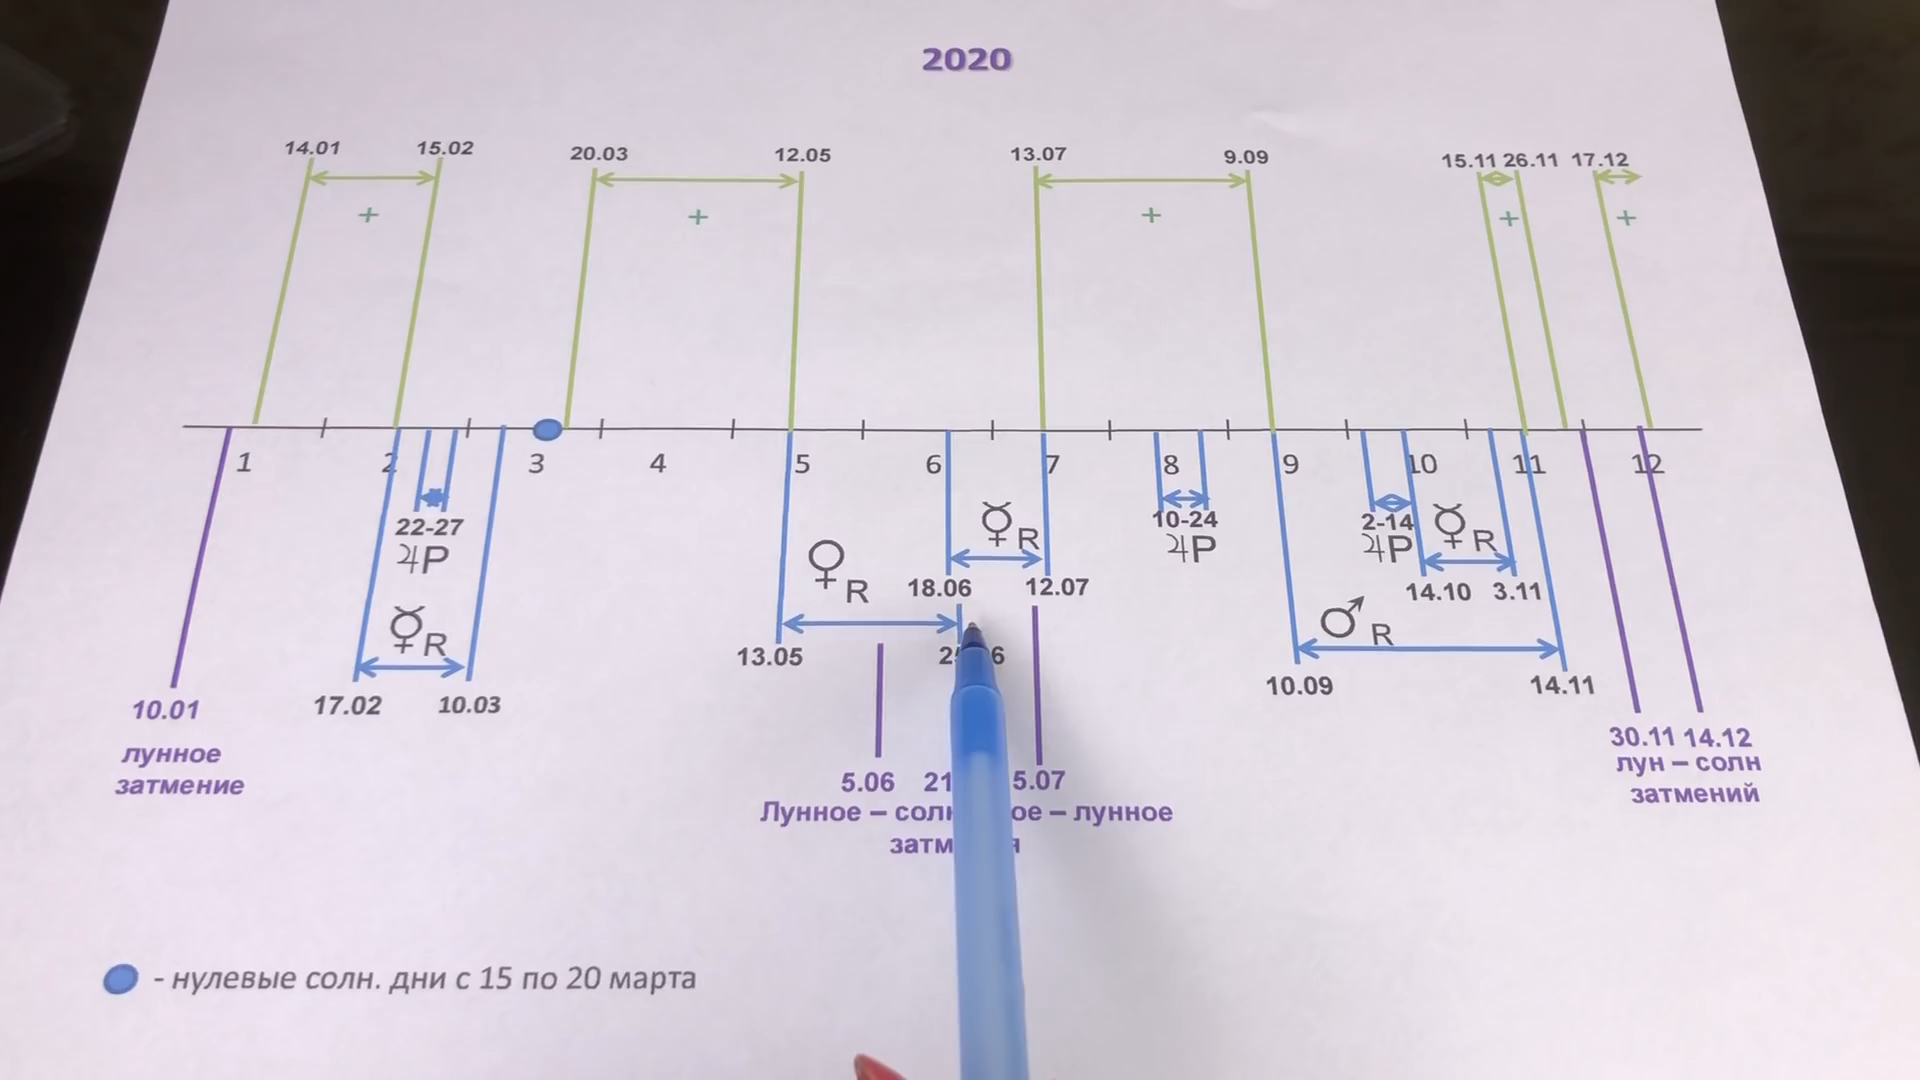 2020
14.01 15.02 20.03 12.05 13.07 9.09 15.11 26.11 17.12
+ + + + +
1 2 3 4 5 6 7 8 9 10 11 12
22-27 10-24 2-14
♃P ♃P ♃P
☿R ♀R ☿R ☿R ♂R
18.06 12.07 14.10 3.11
17.02 10.03 13.05 10.09 14.11
10.01 5.06 21 5.07 30.11 14.12
лунное
затмение
Лунное – лунное
лун – солн
затмений
- нулевые солн. дни с 15 по 20 марта